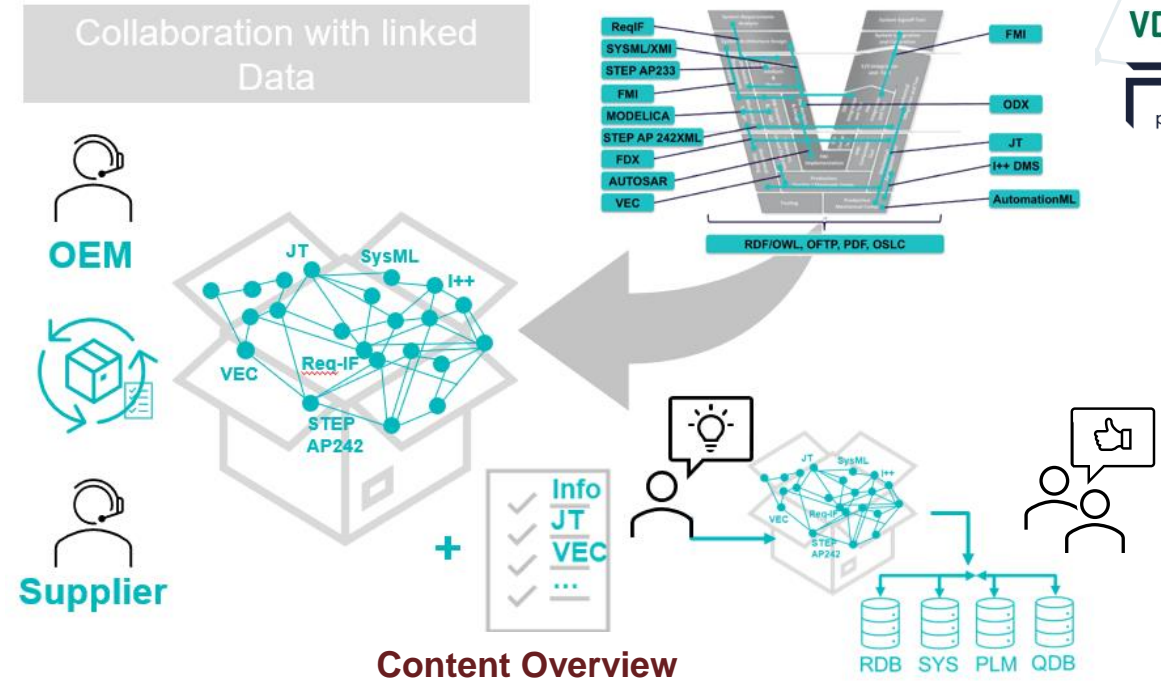 Collaboration with linked
Data
OEM
Supplier
JT
SysML
I++
VEC
Req-IF
STEP
AP242
+
Info
JT
VEC
...
ReqIF
SYSML/XMI
STEP AP233
FMI
MODELICA
STEP AP 242XML
FDX
AUTOSAR
VEC
FMI
ODX
JT
I++ DMS
AutomationML
RDF/OWL, OFTP, PDF, OSLC
JT
SysML
I++
VEC
Req-IF
STEP
AP242
RDB
SYS
PLM
QDB
Content Overview